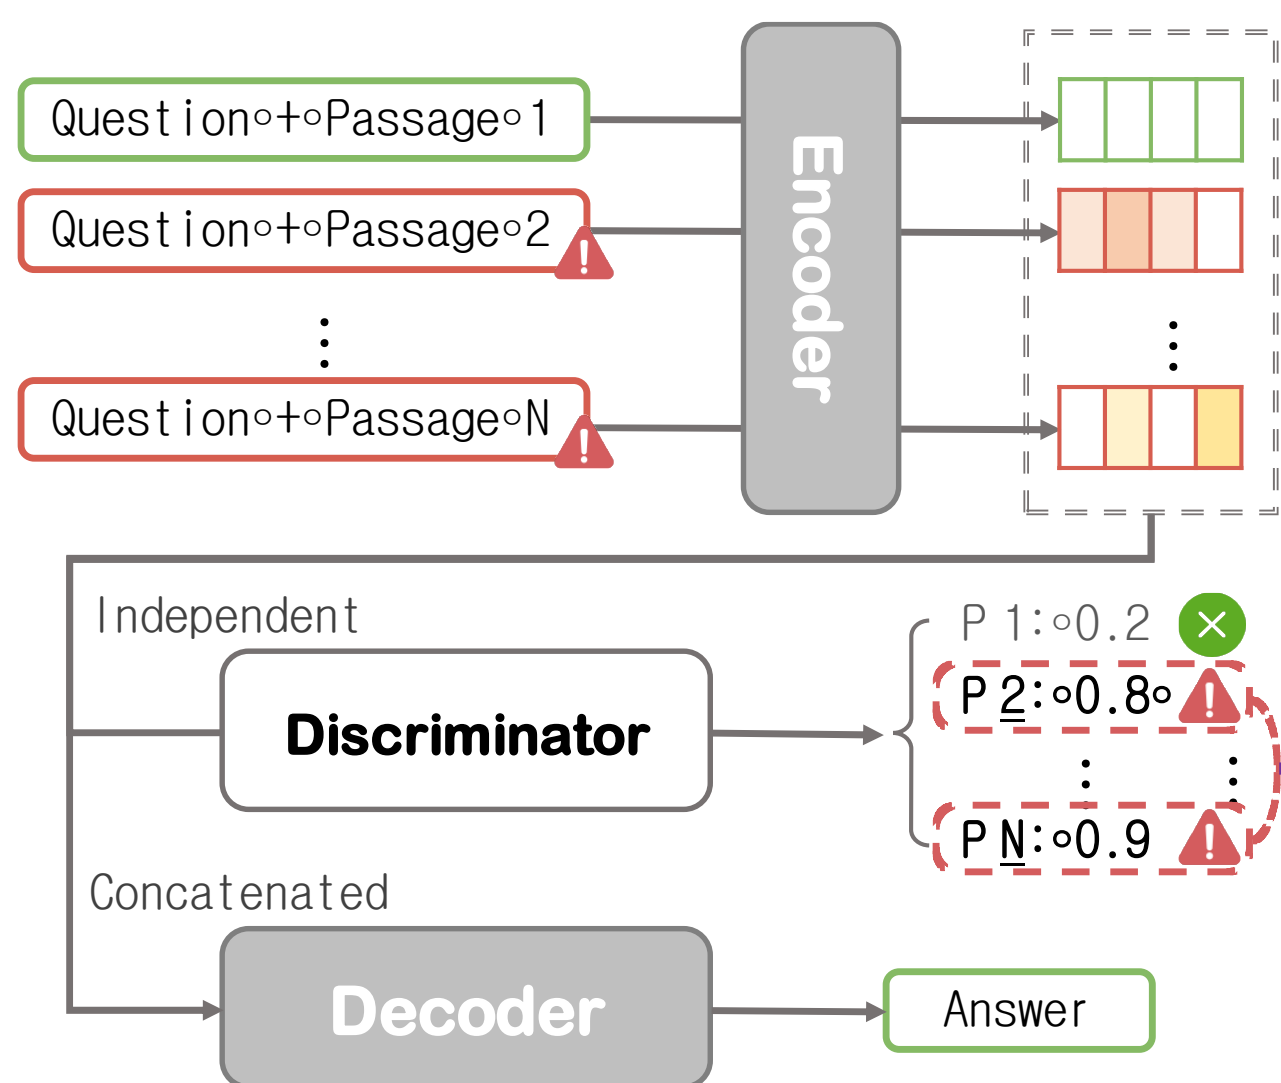 Question◦+◦Passage◦1
Question◦+◦Passage◦2
Question◦+◦Passage◦N
Encoder
Independent
Discriminator
P 1:◦0.2
P 2:◦0.8◦
P N:◦0.9
Concatenated
Decoder
Answer